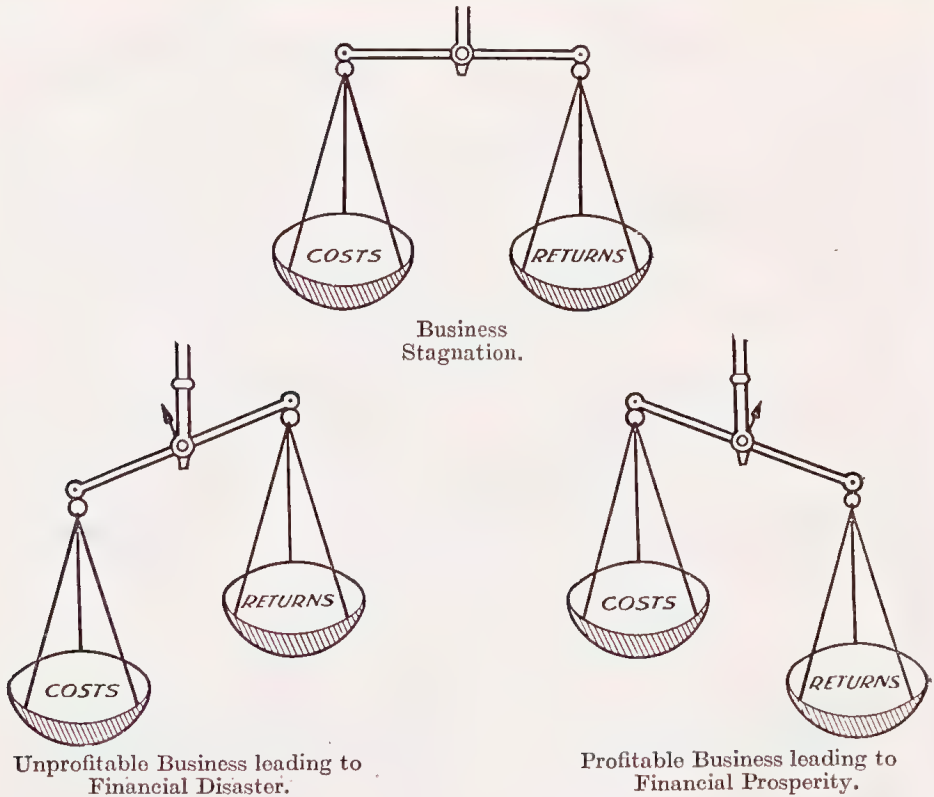 COSTS
RETURNS
Business
Stagnation.
RETURNS
COSTS
Unprofitable Business leading to
Financial Disaster.
COSTS
RETURNS
Profitable Business leading to
Financial Prosperity.